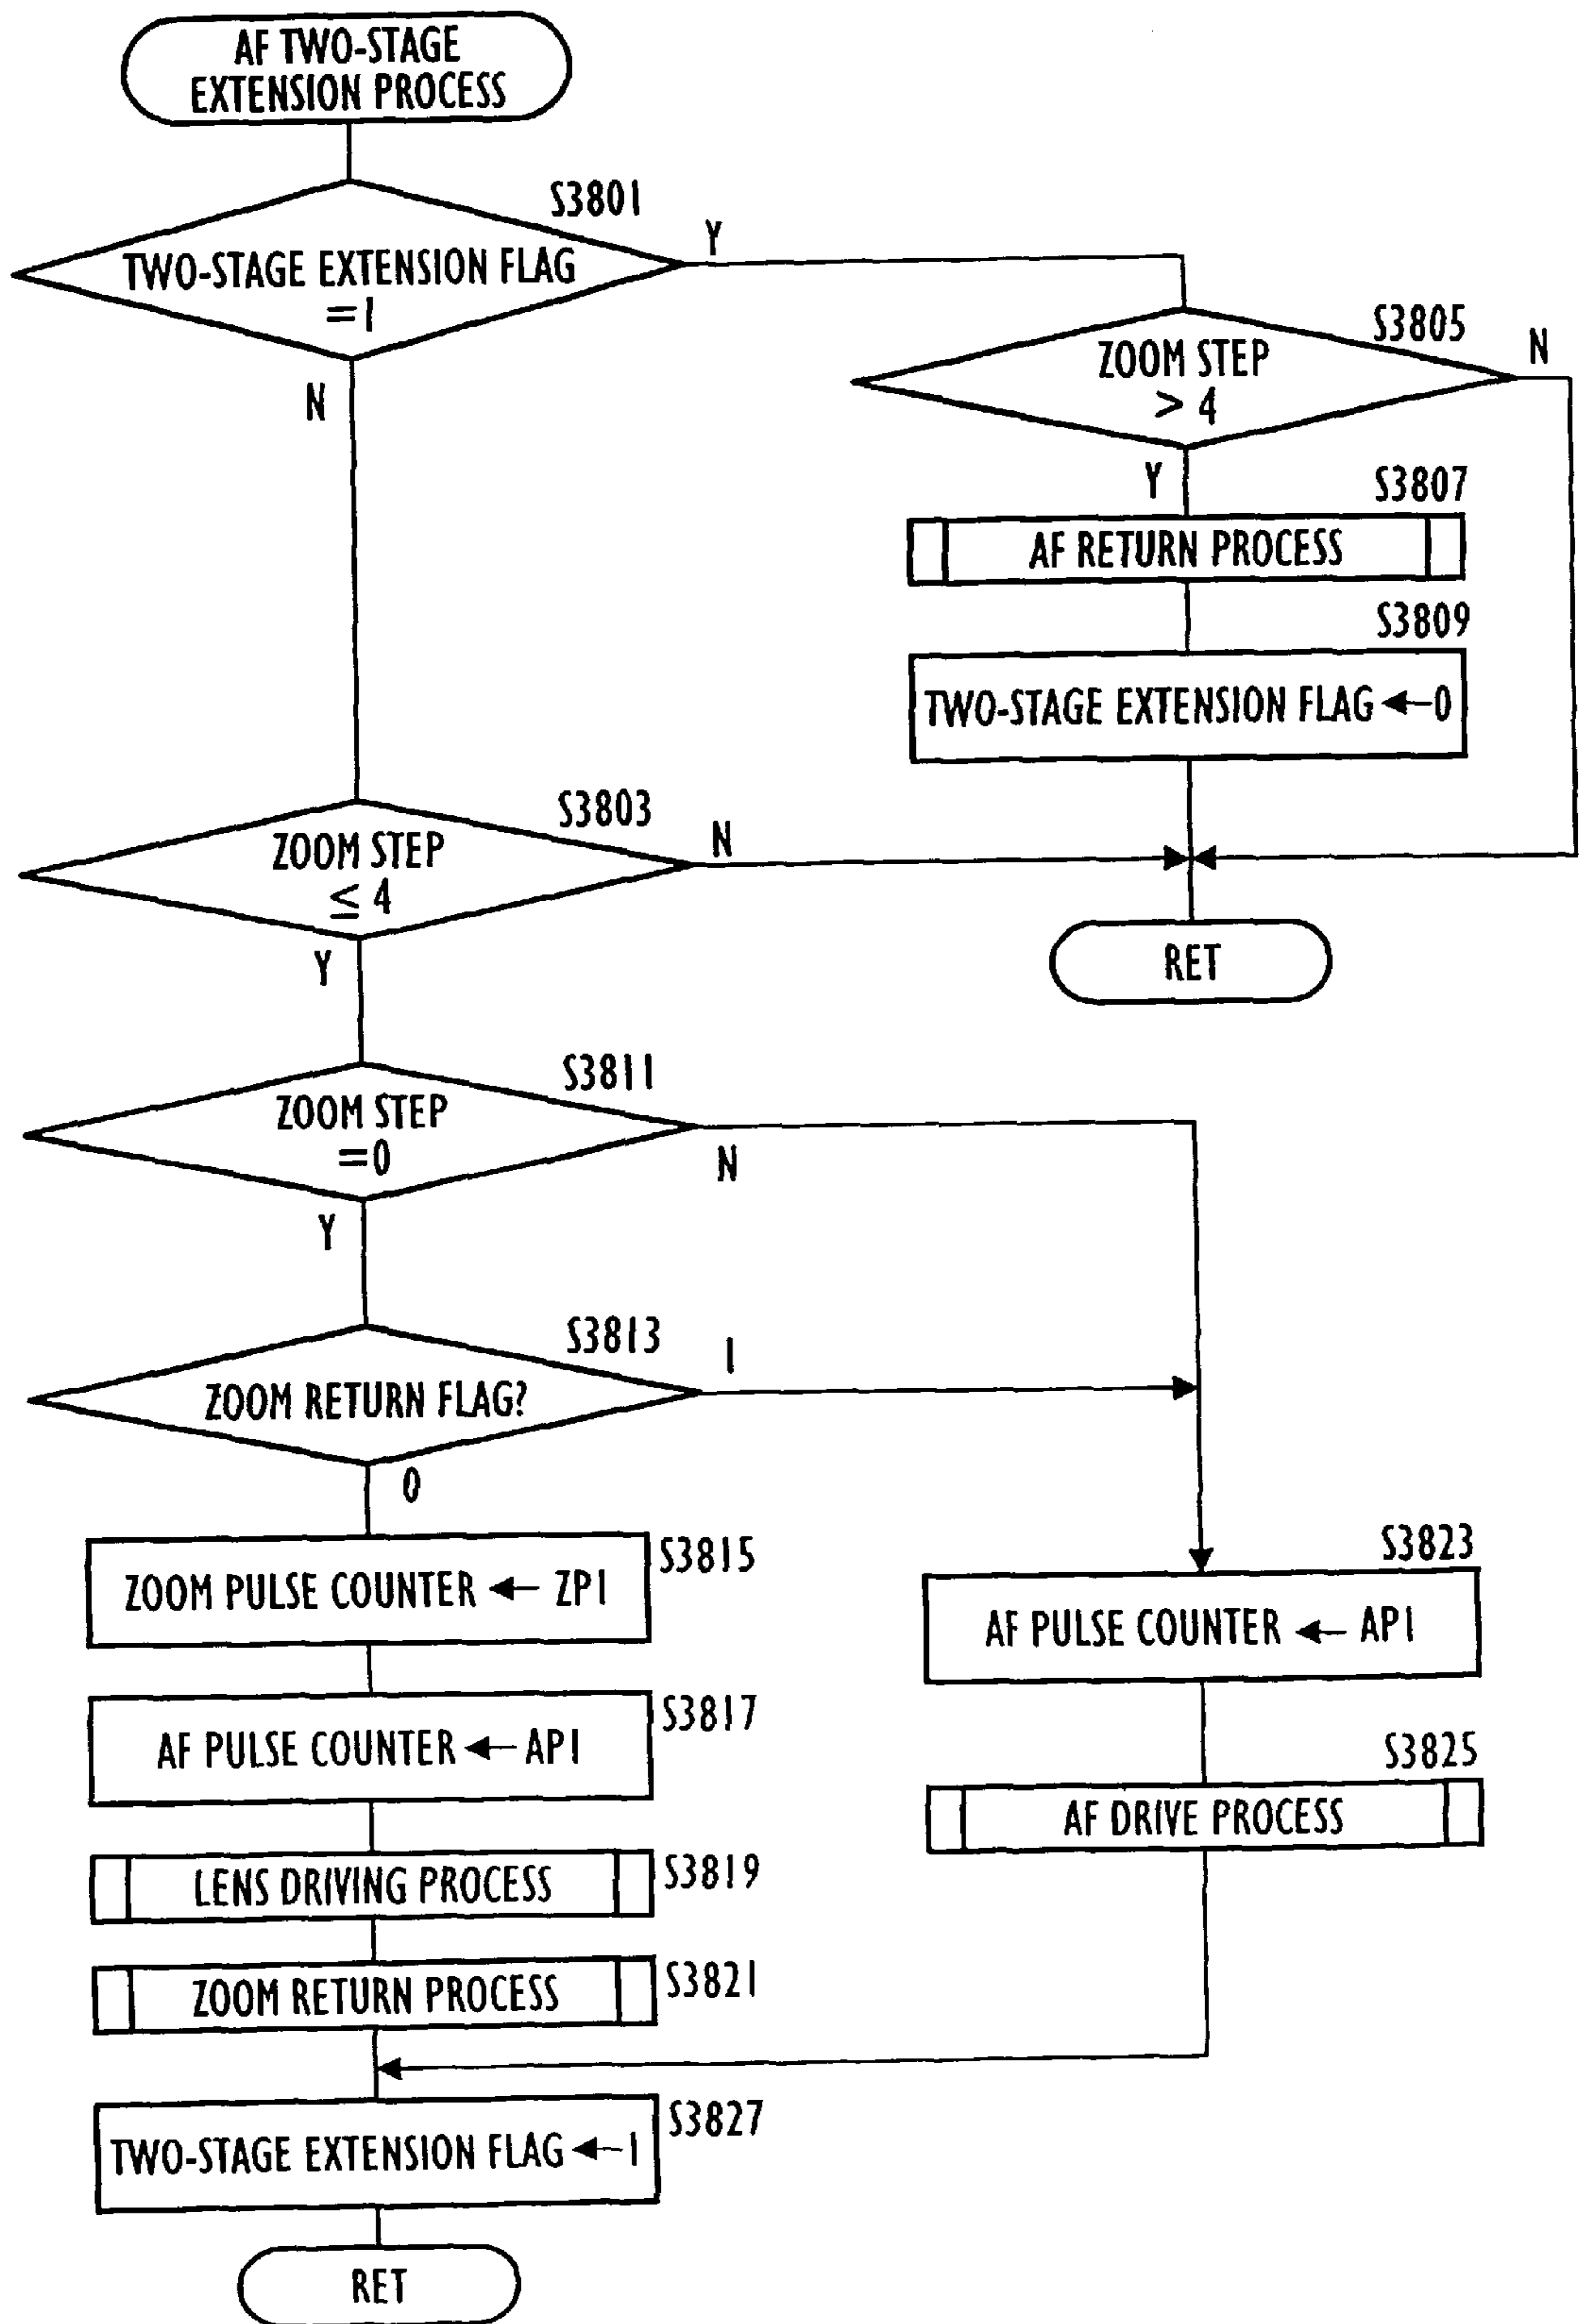 AF TWO-STAGE
EXTENSION PROCESS
S3801
TWO-STAGE EXTENSION FLAG
=1
Y
N
S3805
ZOOM STEP
> 4
N
Y
S3807
AF RETURN PROCESS
S3809
TWO-STAGE EXTENSION FLAG ←0
S3803
ZOOM STEP
≤ 4
N
Y
RET
S3811
ZOOM STEP
=0
N
Y
S3813
ZOOM RETURN FLAG?
1
0
ZOOM PULSE COUNTER ← ZP1
S3815
AF PULSE COUNTER ← AP1
S3817
LENS DRIVING PROCESS
S3819
ZOOM RETURN PROCESS
S3821
S3823
AF PULSE COUNTER ← AP1
S3825
AF DRIVE PROCESS
TWO-STAGE EXTENSION FLAG ←1
S3827
RET